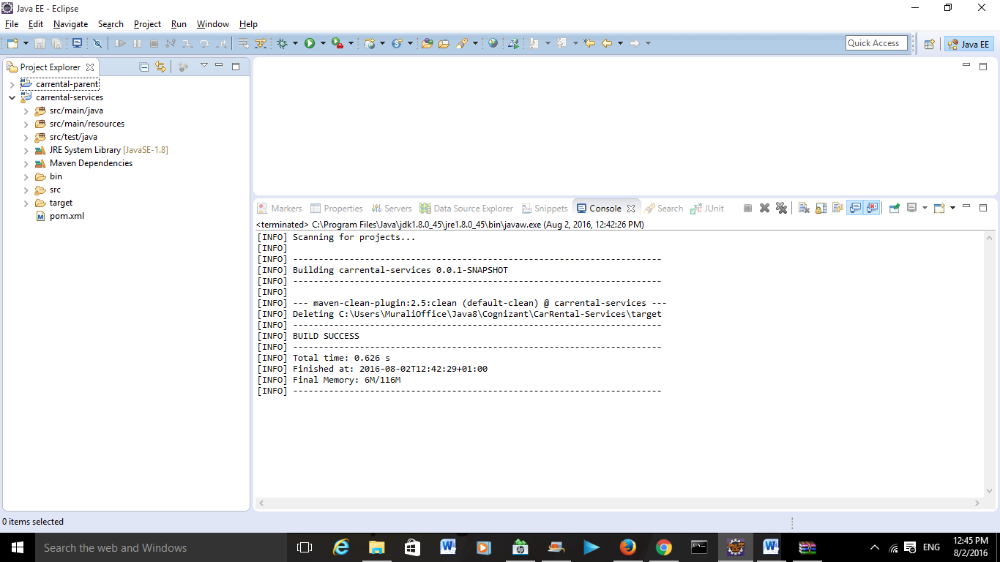 Java EE - Eclipse
File Edit Navigate Search Project Run Window Help
Quick Access
Java EE
Project Explorer
carrental-parent
carrental-services
src/main/java
src/main/resources
src/test/java
JRE System Library [JavaSE-1.8]
Maven Dependencies
bin
src
target
pom.xml
Markers Properties Servers Data Source Explorer Snippets Console Search JUnit
<terminated> C:\Program Files\Java\jdk1.8.0_45\jre1.8.0_45\bin\javaw.exe (Aug 2, 2016, 12:42:26 PM)
[INFO] Scanning for projects...
[INFO]
[INFO] ------------------------------------------------------------------------
[INFO] Building carrental-services 0.0.1-SNAPSHOT
[INFO] ------------------------------------------------------------------------
[INFO]
[INFO] --- maven-clean-plugin:2.5:clean (default-clean) @ carrental-services ---
[INFO] Deleting C:\Users\MuraliOffice\Java8\Cognizant\CarRental-Services\target
[INFO] ------------------------------------------------------------------------
[INFO] BUILD SUCCESS
[INFO] ------------------------------------------------------------------------
[INFO] Total time: 0.626 s
[INFO] Finished at: 2016-08-02T12:42:29+01:00
[INFO] Final Memory: 6M/116M
[INFO] ------------------------------------------------------------------------
0 items selected
Search the web and Windows
ENG
12:45 PM
8/2/2016